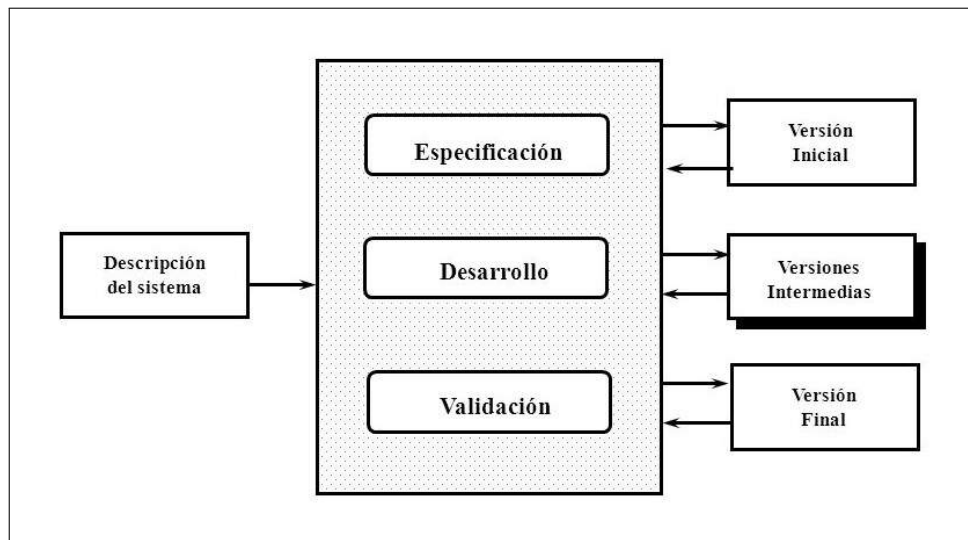 Descripción
del sistema
Especificación
Desarrollo
Validación
Versión
Inicial
Versiones
Intermedias
Versión
Final